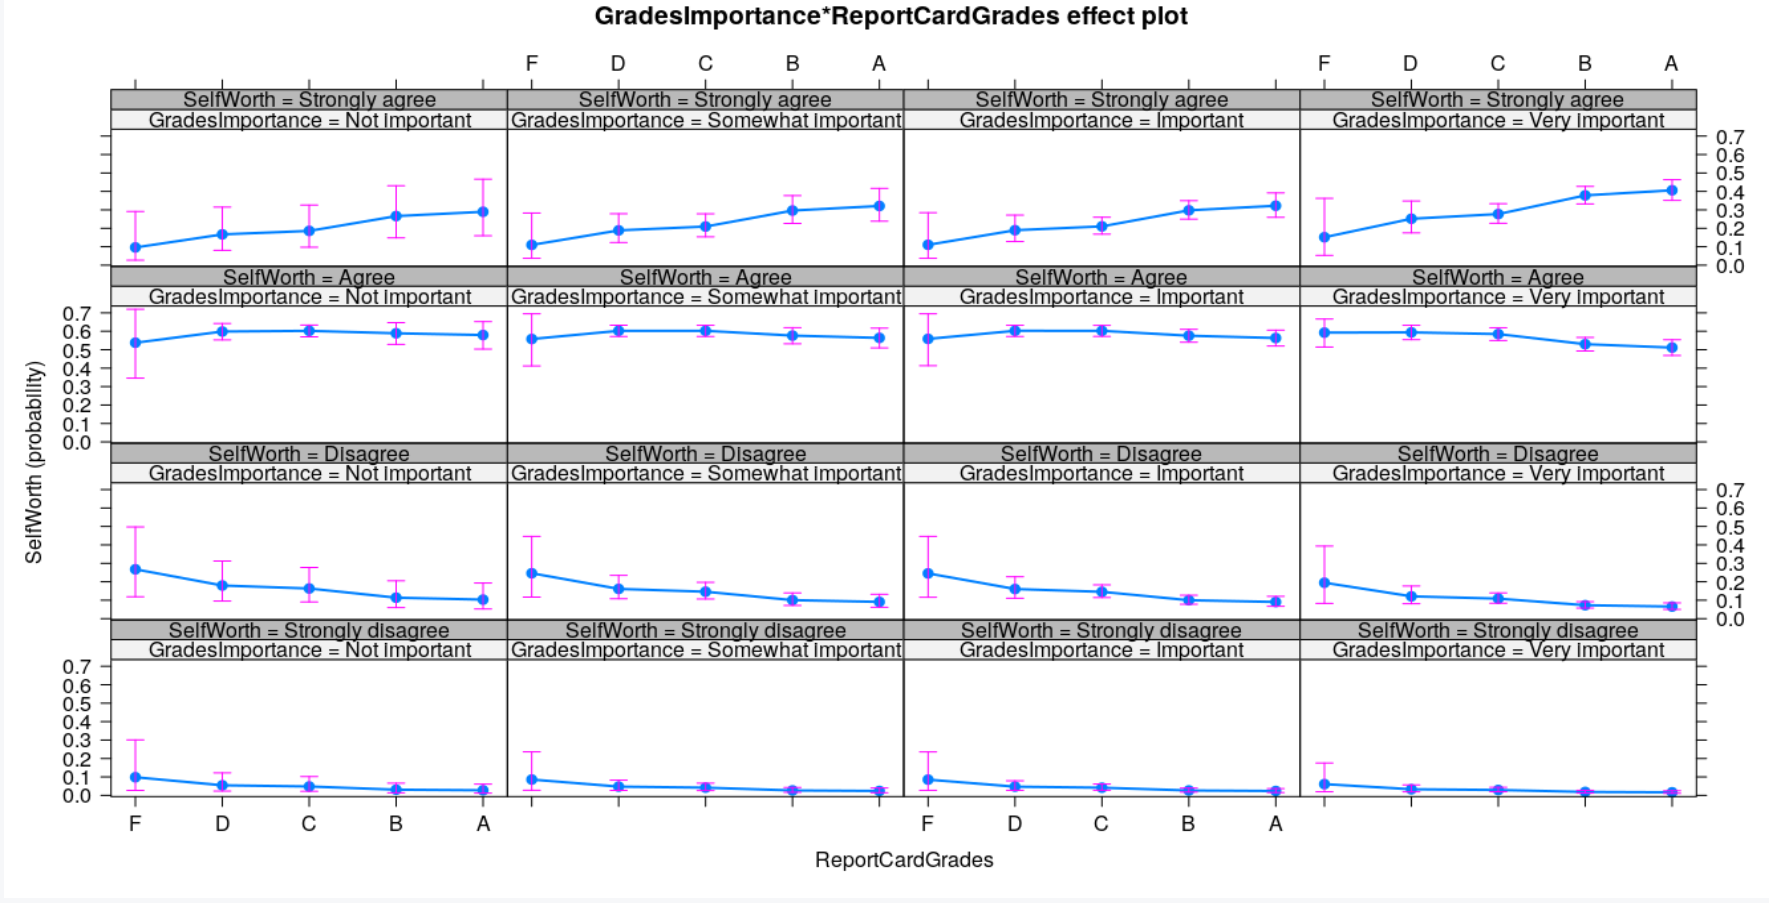 GradesImportance*ReportCardGrades effect plot
F D C B A F D C B A
SelfWorth = Strongly agree SelfWorth = Strongly agree SelfWorth = Strongly agree SelfWorth = Strongly agree
GradesImportance = Not important GradesImportance = Somewhat important GradesImportance = Important GradesImportance = Very important
0.7
0.6
0.5
0.4
0.3
0.2
0.1
0.0
SelfWorth = Agree SelfWorth = Agree SelfWorth = Agree SelfWorth = Agree
GradesImportance = Not important GradesImportance = Somewhat important GradesImportance = Important GradesImportance = Very important
0.7
0.6
0.5
0.4
0.3
0.2
0.1
0.0
SelfWorth (probability)
SelfWorth = Disagree SelfWorth = Disagree SelfWorth = Disagree SelfWorth = Disagree
GradesImportance = Not important GradesImportance = Somewhat important GradesImportance = Important GradesImportance = Very important
0.7
0.6
0.5
0.4
0.3
0.2
0.1
0.0
SelfWorth = Strongly disagree SelfWorth = Strongly disagree SelfWorth = Strongly disagree SelfWorth = Strongly disagree
GradesImportance = Not important GradesImportance = Somewhat important GradesImportance = Important GradesImportance = Very important
0.7
0.6
0.5
0.4
0.3
0.2
0.1
0.0
F D C B A F D C B A
ReportCardGrades